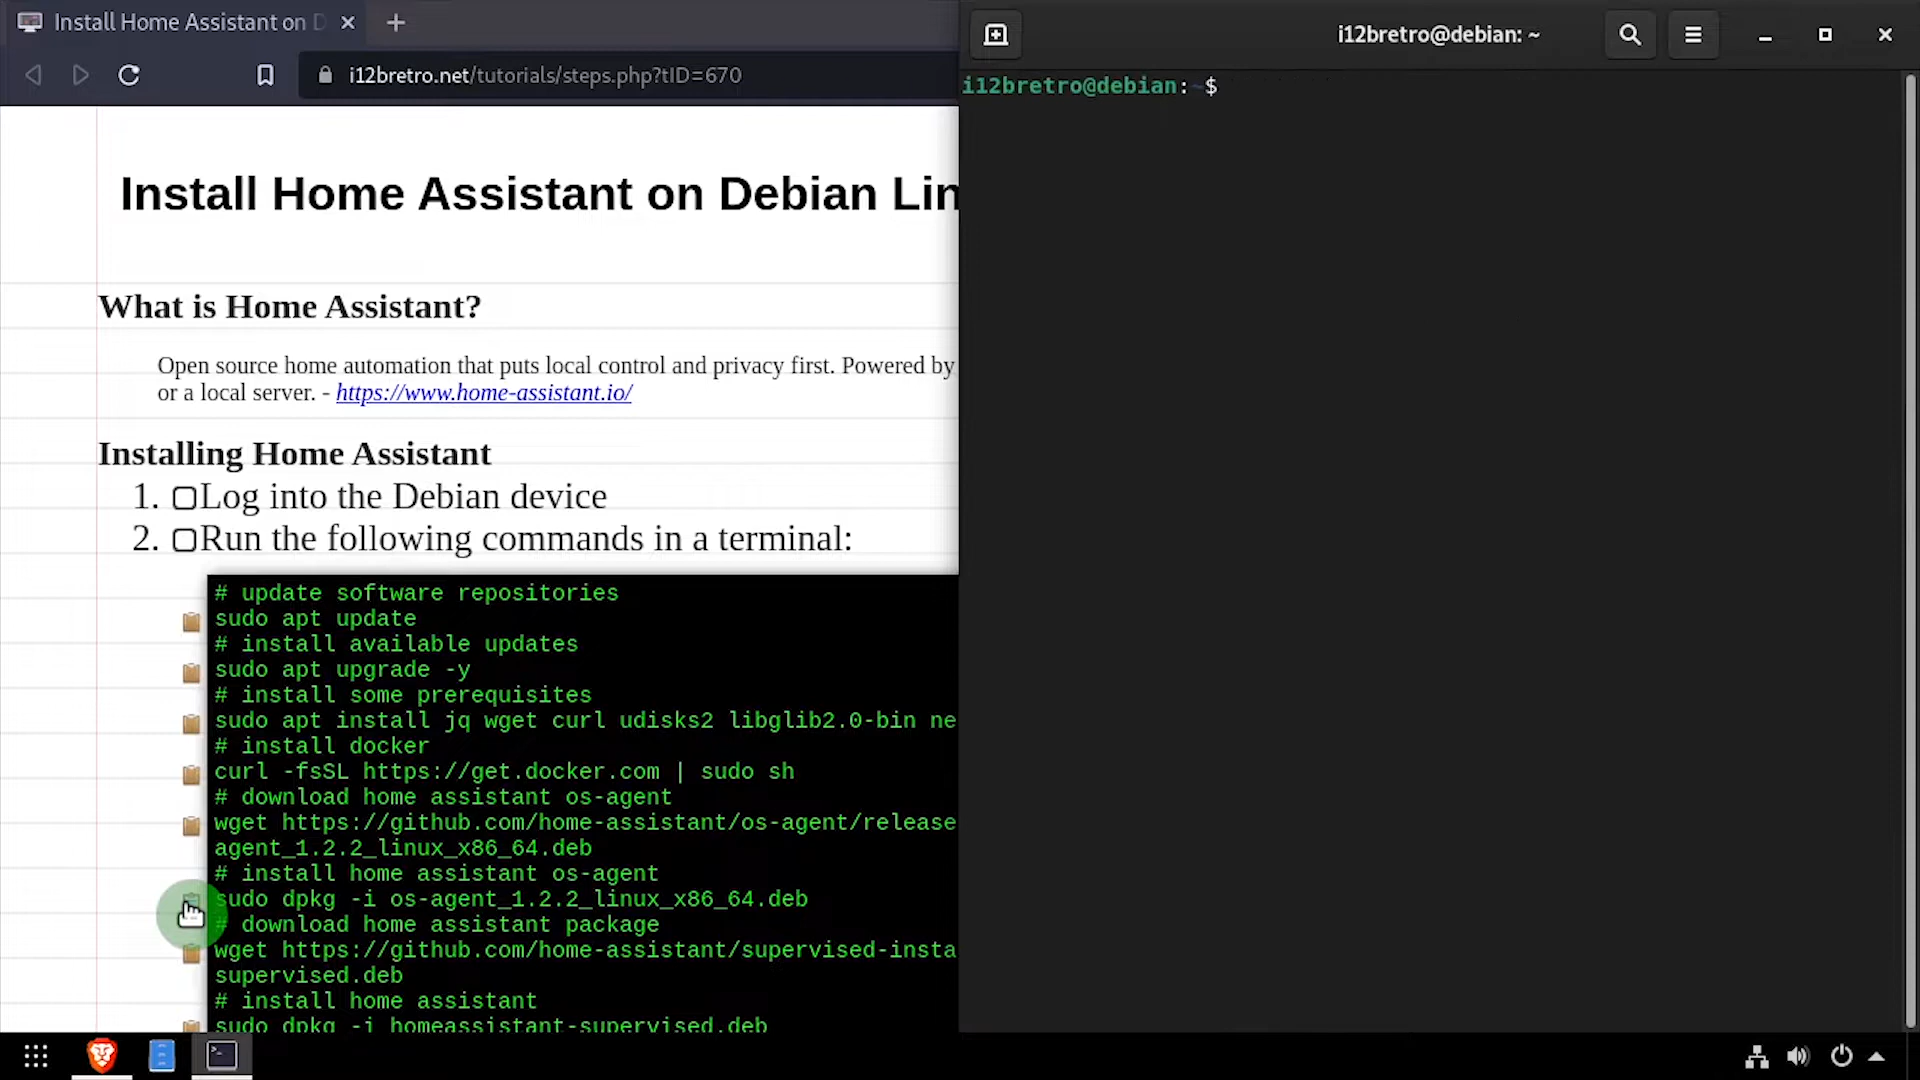 Install Home Assistant on D
i12bretro.net/tutorials/steps.php?tID=670
Install Home Assistant on Debian Lin
What is Home Assistant?
Open source home automation that puts local control and privacy first. Powered by
or a local server. - https://www.home-assistant.io/
Installing Home Assistant
1. Log into the Debian device
2. Run the following commands in a terminal:
# update software repositories
sudo apt update
# install available updates
sudo apt upgrade -y
# install some prerequisites
sudo apt install jq wget curl udisks2 libglib2.0-bin ne
# install docker
curl -fsSL https://get.docker.com | sudo sh
# download home assistant os-agent
wget https://github.com/home-assistant/os-agent/release
agent_1.2.2_linux_x86_64.deb
# install home assistant os-agent
sudo dpkg -i os-agent_1.2.2_linux_x86_64.deb
# download home assistant package
wget https://github.com/home-assistant/supervised-insta
supervised.deb
# install home assistant
sudo dpkg -i homeassistant-supervised.deb
i12bretro@debian: ~
i12bretro@debian:~$